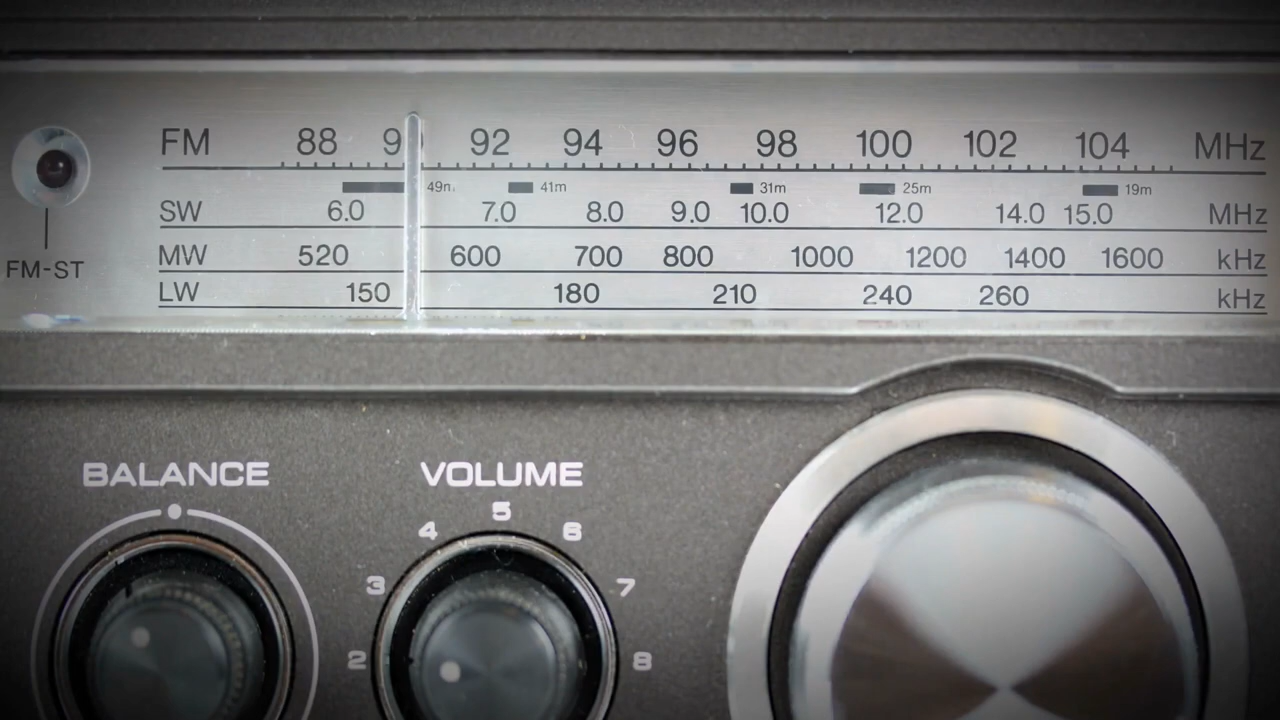 FM 88 9 92 94 96 98 100 102 104 MHz
49 41m 31m 25m 19m
SW 6.0 7.0 8.0 9.0 10.0 12.0 14.0 15.0 MHz
MW 520 600 700 800 1000 1200 1400 1600 kHz
FM-ST
LW 150 180 210 240 260 kHz
BALANCE VOLUME
5
4 6
3 7
2 8